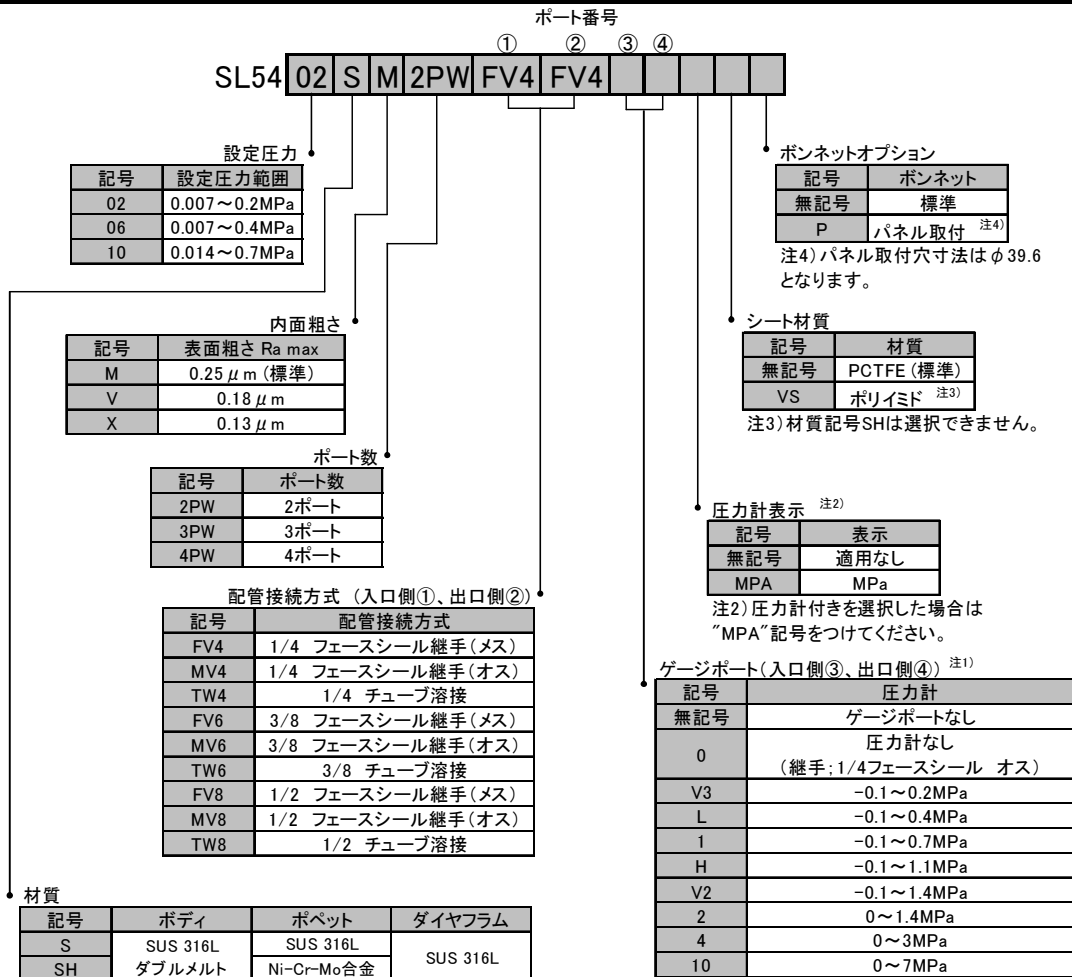 ポート番号
① ② ③ ④
SL54 02 S M 2PW FV4 FV4
設定圧力
記号 設定圧力範囲
02 0.007～0.2MPa
06 0.007～0.4MPa
10 0.014～0.7MPa
内面粗さ
記号 表面粗さ Ra max
M 0.25μm (標準)
V 0.18μm
X 0.13μm
ポート数
記号 ポート数
2PW 2ポート
3PW 3ポート
4PW 4ポート
配管接続方式 (入口側①、出口側②)
記号 配管接続方式
FV4 1/4 フェースシール継手(メス)
MV4 1/4 フェースシール継手(オス)
TW4 1/4 チューブ溶接
FV6 3/8 フェースシール継手(メス)
MV6 3/8 フェースシール継手(オス)
TW6 3/8 チューブ溶接
FV8 1/2 フェースシール継手(メス)
MV8 1/2 フェースシール継手(オス)
TW8 1/2 チューブ溶接
材質
記号 ボディ ポペット ダイヤフラム
S SUS 316L ダブルメルト SUS 316L SUS 316L
SH Ni-Cr-Mo合金
ボンネットオプション
記号 ボンネット
無記号 標準
P パネル取付 注4)
注4)パネル取付穴寸法はφ39.6
となります。
シート材質
記号 材質
無記号 PCTFE(標準)
VS ポリイミド 注3)
注3)材質記号SHは選択できません。
圧力計表示 注2)
記号 表示
無記号 適用なし
MPA MPa
注2)圧力計付きを選択した場合は
"MPA"記号をつけてください。
ゲージポート(入口側③、出口側④) 注1)
記号 圧力計
無記号 ゲージポートなし
0 圧力計なし
(継手;1/4フェースシール オス)
V3 -0.1～0.2MPa
L -0.1～0.4MPa
1 -0.1～0.7MPa
H -0.1～1.1MPa
V2 -0.1～1.4MPa
2 0～1.4MPa
4 0～3MPa
10 0～7MPa